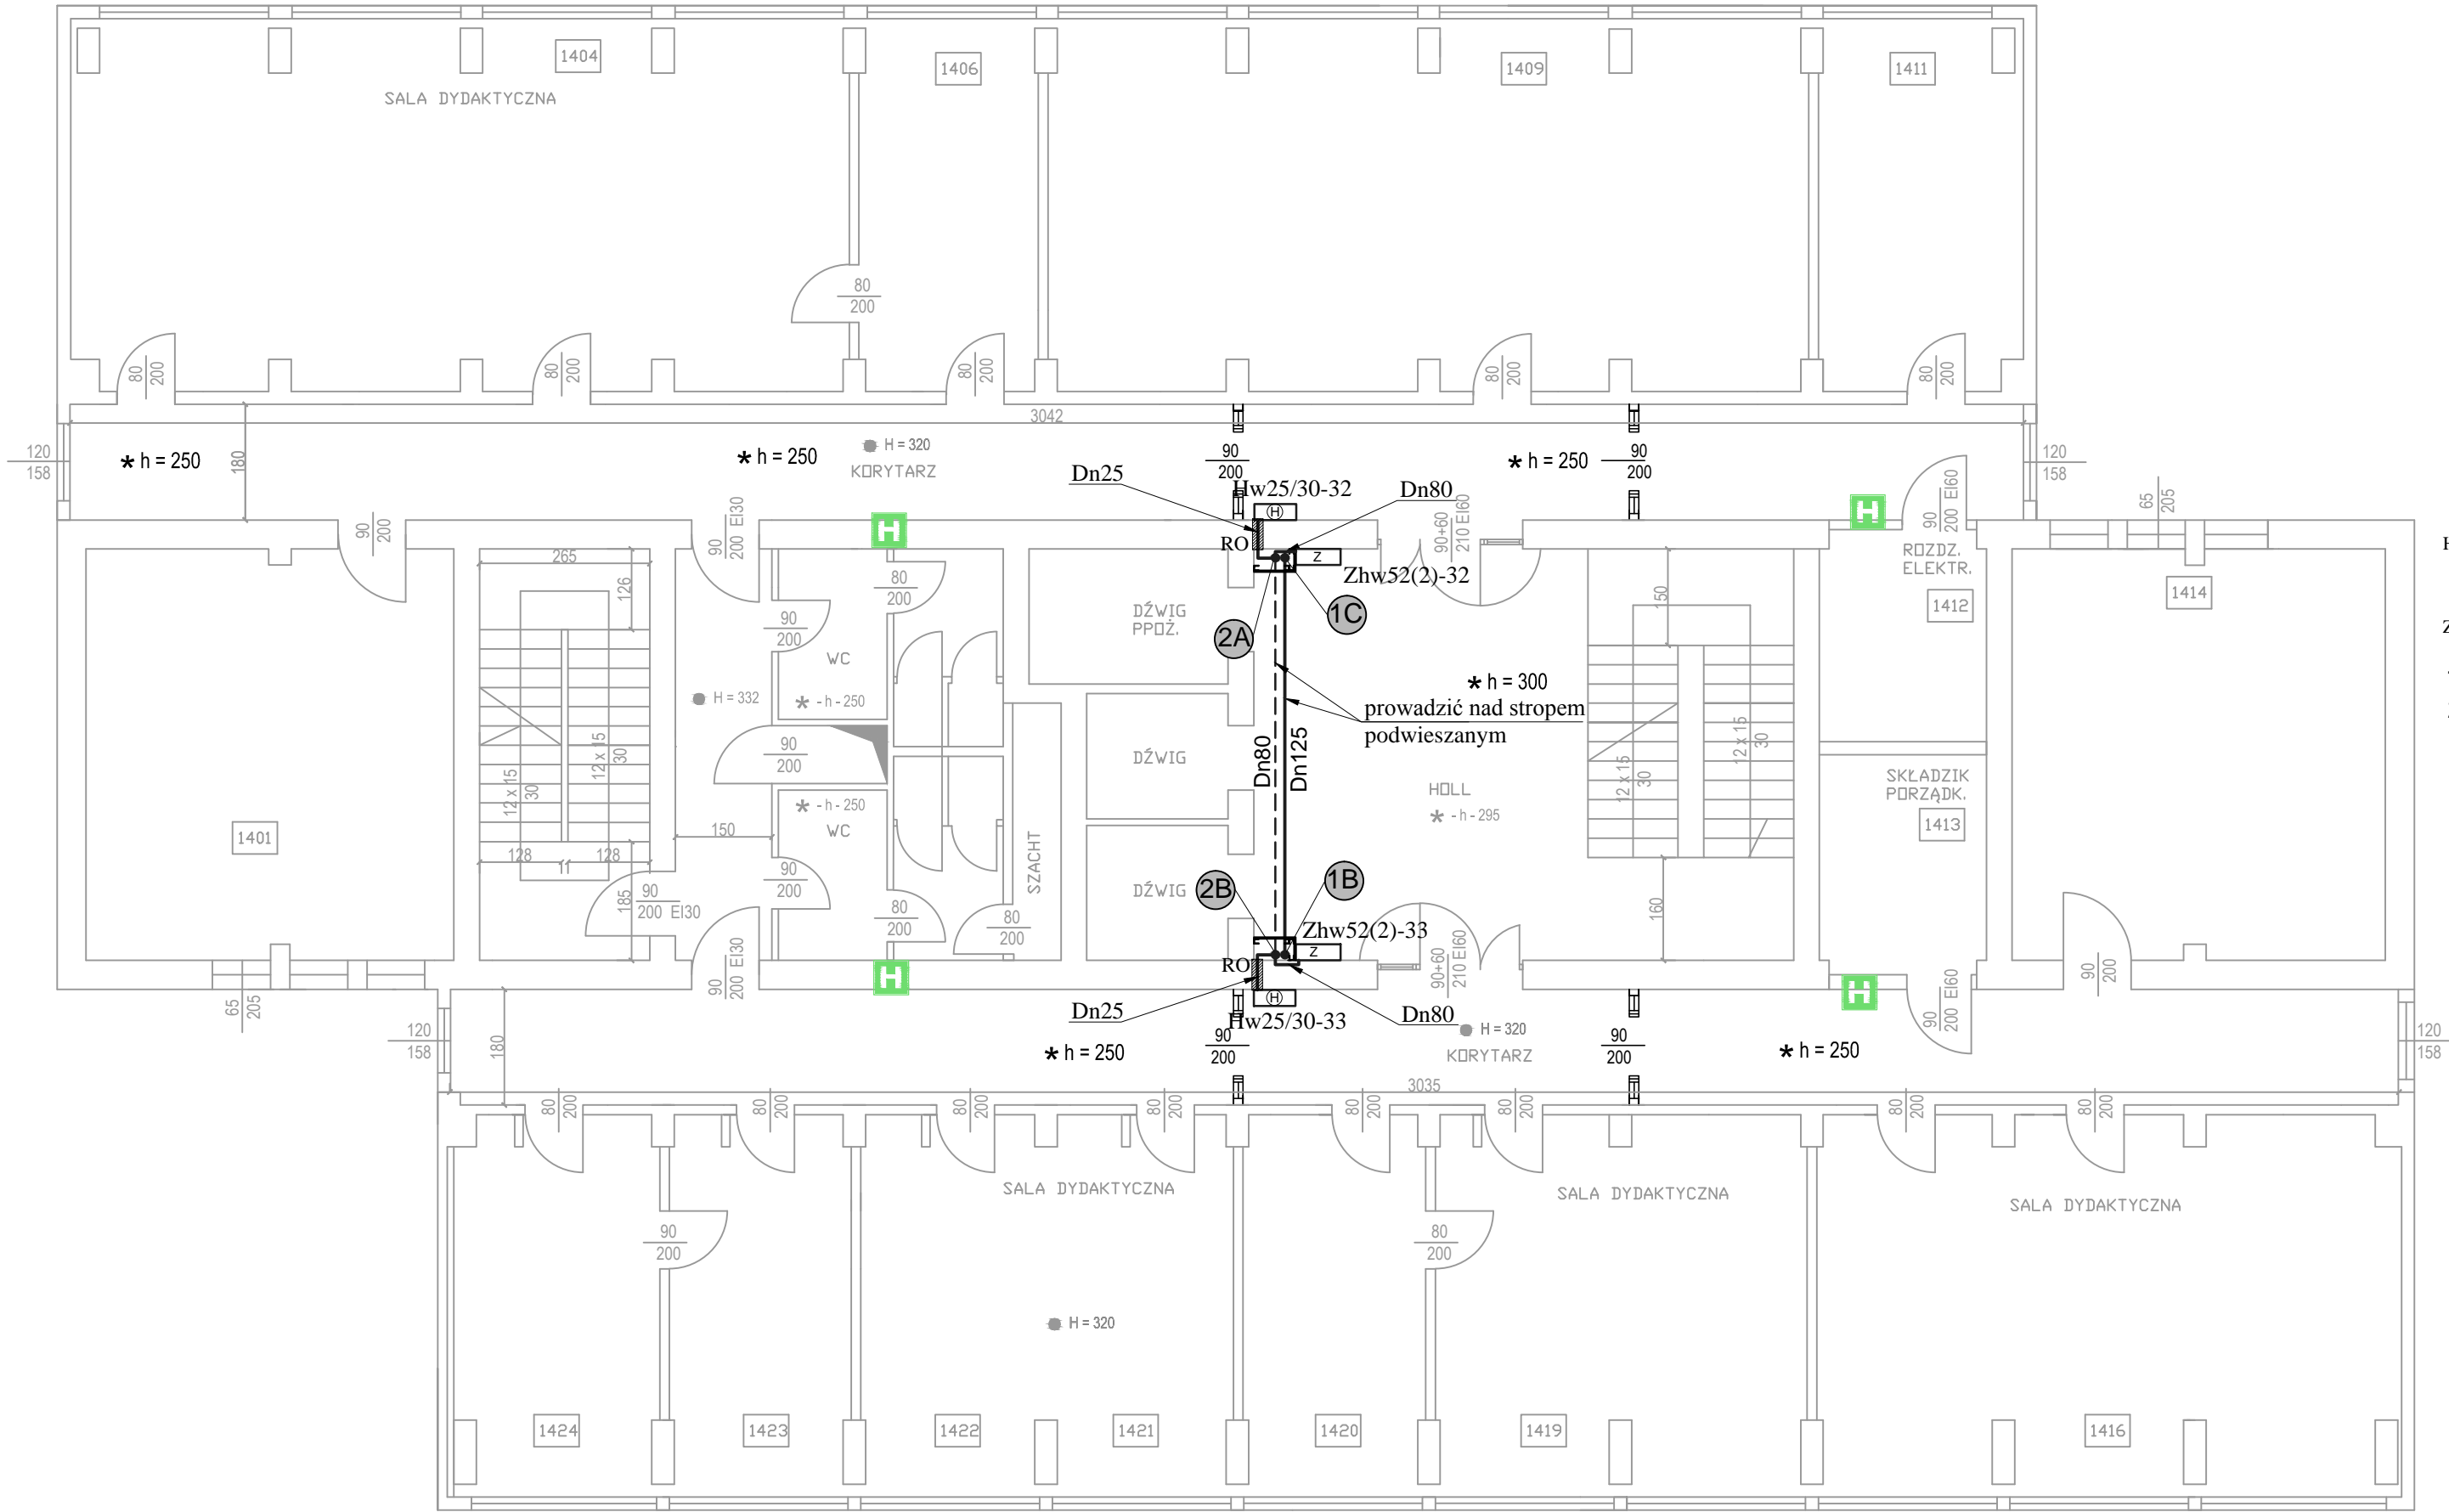 1404
1406
1409
1411
SALA DYDAKTYCZNA
80
200
80
200
80
200
80
200
80
200
80
200
3042
120
158
* h = 250
180
* h = 250
H = 320
KORYTARZ
90
200
* h = 250
90
200
120
158
Dn25
Hw25/30-32
Dn80
65
205
90
200
90
200 EI30
H
RO
H
Z
90+60
210 EI60
H
90
200 EI60
ROZDZ.
ELEKTR.
1412
1414
265
126
80
200
Zhw52(2)-32
DŹWIG
PPOŻ.
2A
1C
150
90
200
WC
H = 332
* - h - 250
* h = 300
prowadzić nad stropem
podwieszanym
90
200
12 x 15
30
12 x 15
30
DŹWIG
Dn80
Dn125
HOLL
* - h - 295
12 x 15
30
12 x 15
30
SKŁADZIK
PORZĄDK.
1413
1401
* - h - 250
WC
150
128
11
128
SZACHT
185
90
200 EI30
90
200
80
200
80
200
DŹWIG
2B
1B
Zhw52(2)-33
160
90
200 EI30
H
RO
Z
H
90+60
210 EI60
H
90
200 EI60
90
200
65
205
Dn25
Hw25/30-33
Dn80
120
158
180
* h = 250
90
200
H = 320
KORYTARZ
90
200
* h = 250
120
158
3035
80
200
80
200
80
200
80
200
80
200
80
200
80
200
80
200
SALA DYDAKTYCZNA
SALA DYDAKTYCZNA
SALA DYDAKTYCZNA
90
200
80
200
H = 320
1424
1423
1422
1421
1420
1419
1416